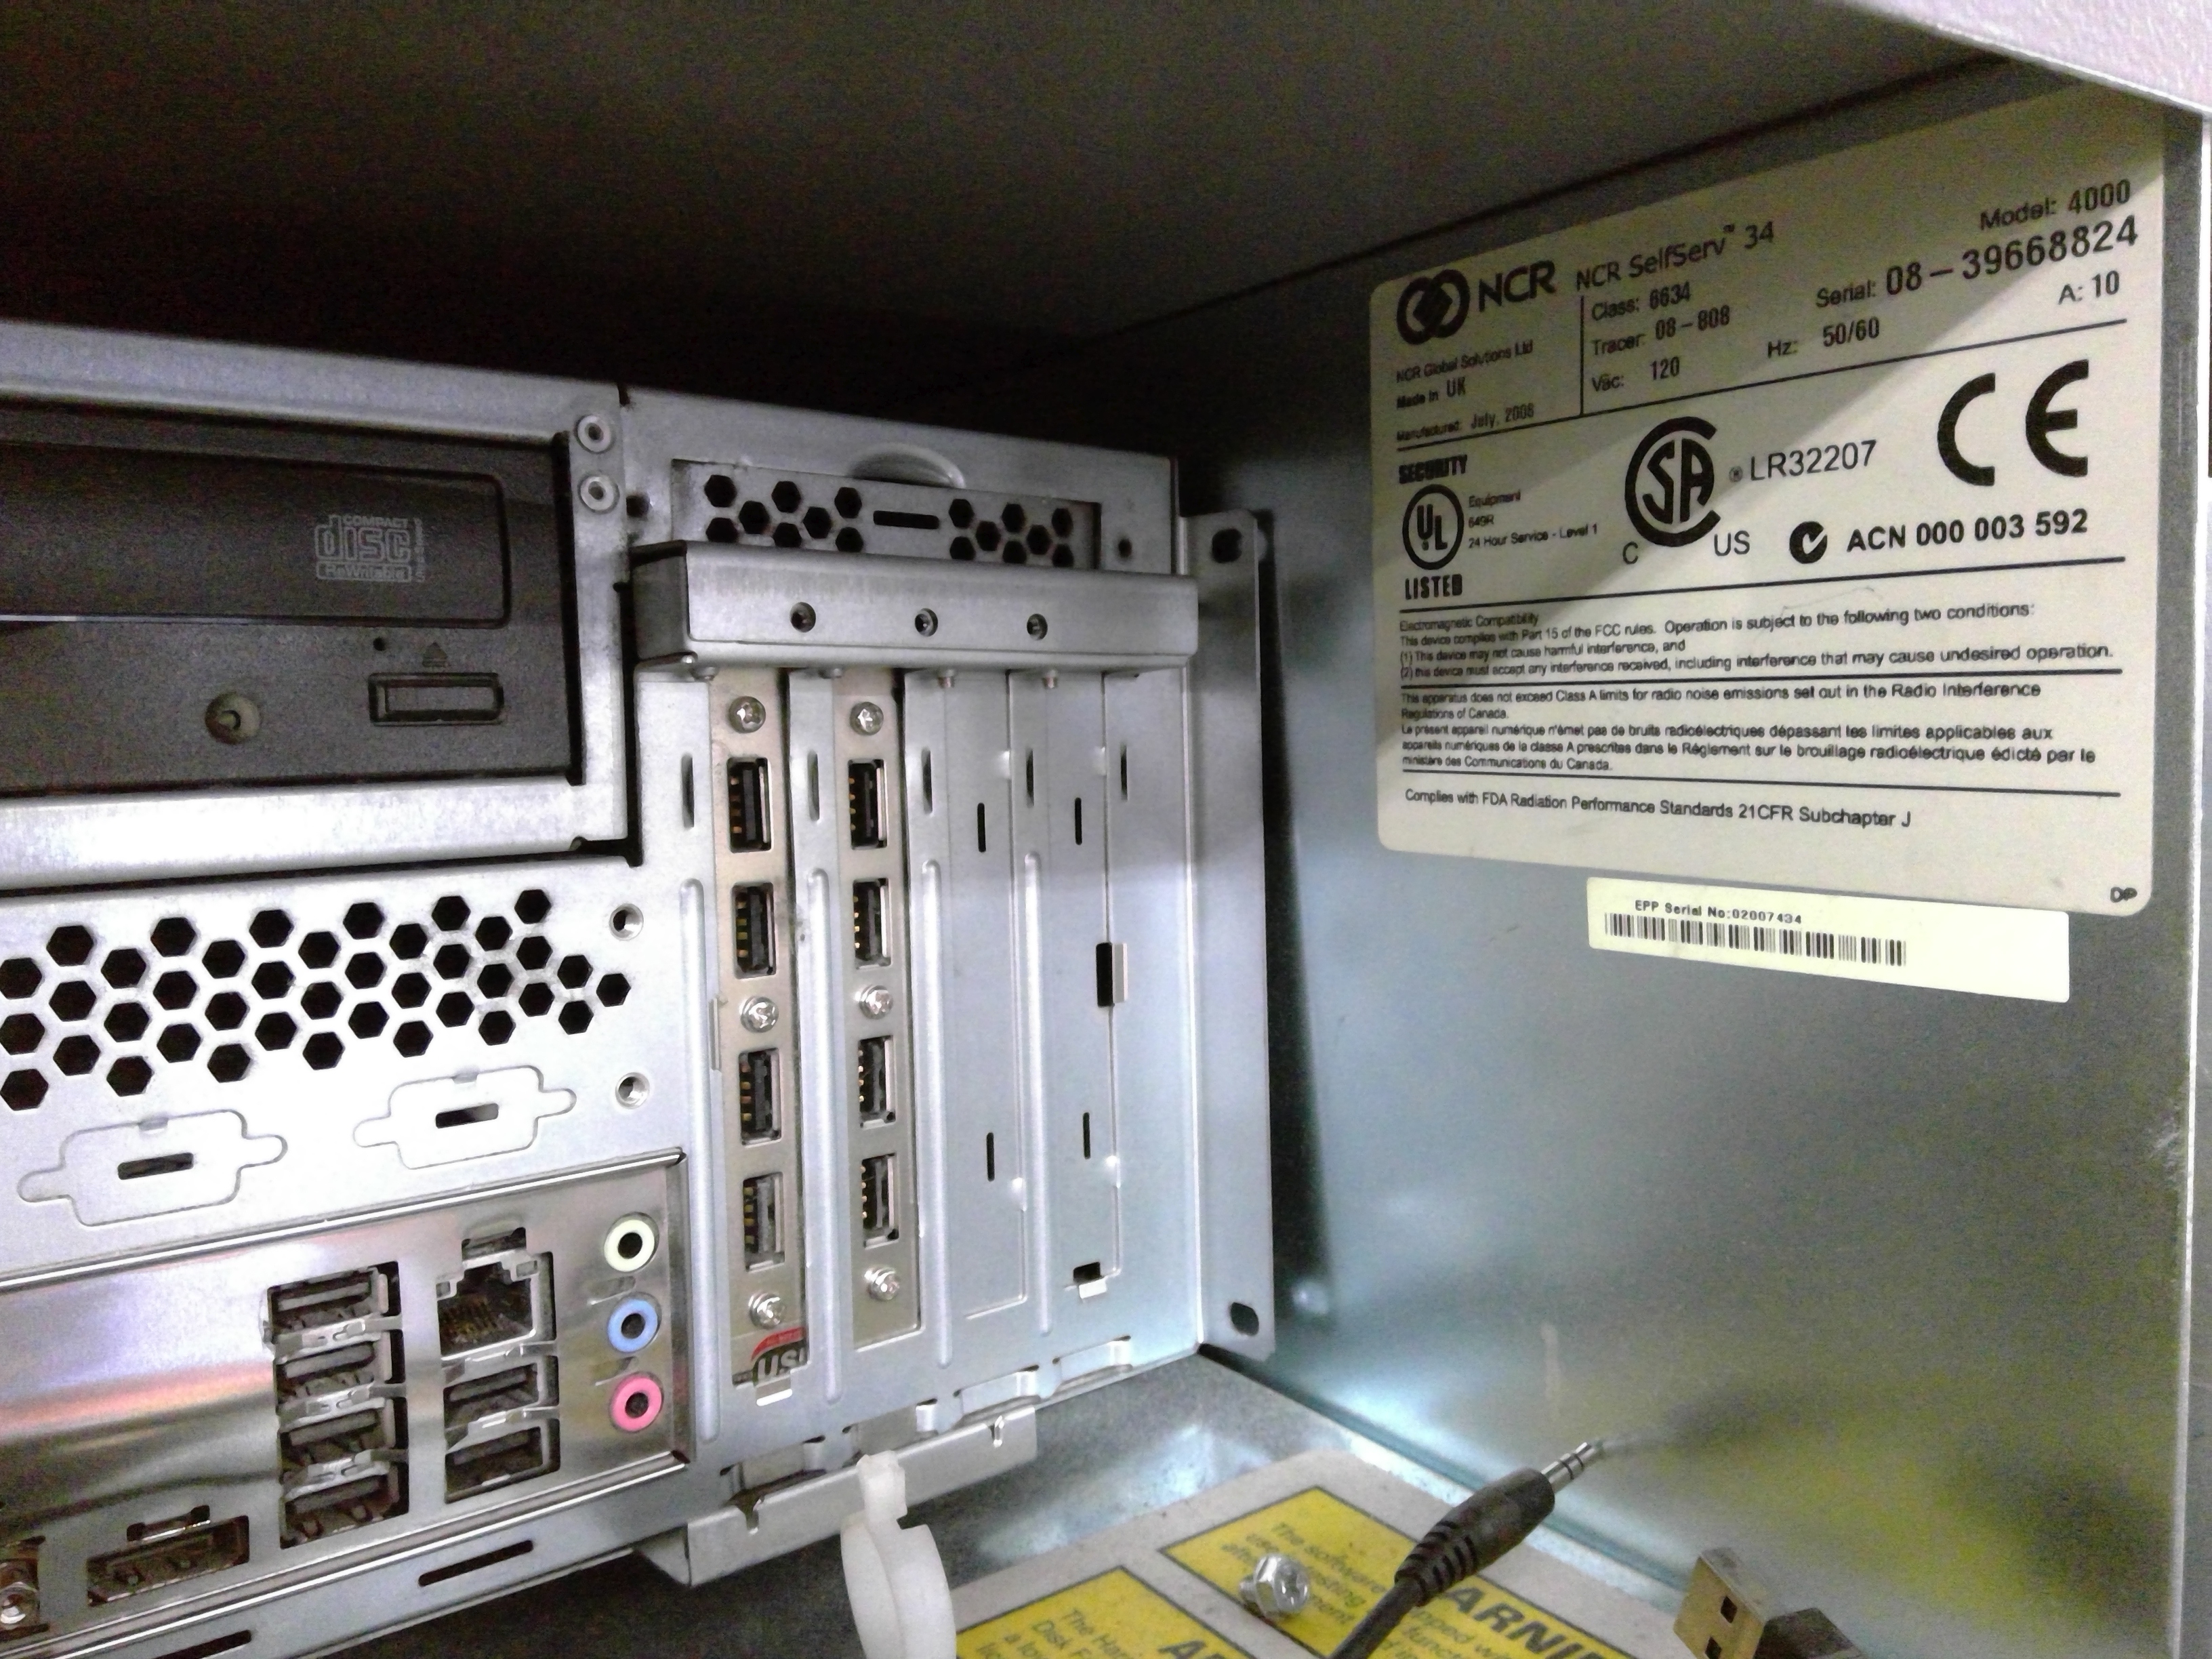 NCR
NCR SelfServ™ 34
Model: 4000
Class: 6634
Serial: 08-39668824
Tracer: 08-808
A: 10
Vac: 120
Hz: 50/60
NCR Global Solutions Ltd
Made in UK
Manufactured: July, 2008
SECURITY
UL
LISTED
Equipment
649R
24 Hour Service - Level 1
C SA US
® LR32207
CE
ACN 000 003 592
Electromagnetic Compatibility
This device complies with Part 15 of the FCC rules. Operation is subject to the following two conditions:
(1) This device may not cause harmful interference, and
(2) this device must accept any interference received, including interference that may cause undesired operation.
This apparatus does not exceed Class A limits for radio noise emissions set out in the Radio Interference
Regulations of Canada.
Le présent appareil numérique n'émet pas de bruits radioélectriques dépassant les limites applicables aux
appareils numériques de la classe A prescrites dans le Règlement sur le brouillage radioélectrique édicté par le
ministère des Communications du Canada.
Complies with FDA Radiation Performance Standards 21CFR Subchapter J
DP
EPP Serial No:02007434
COMPACT
disc
ReWritable
US
The software
Disk